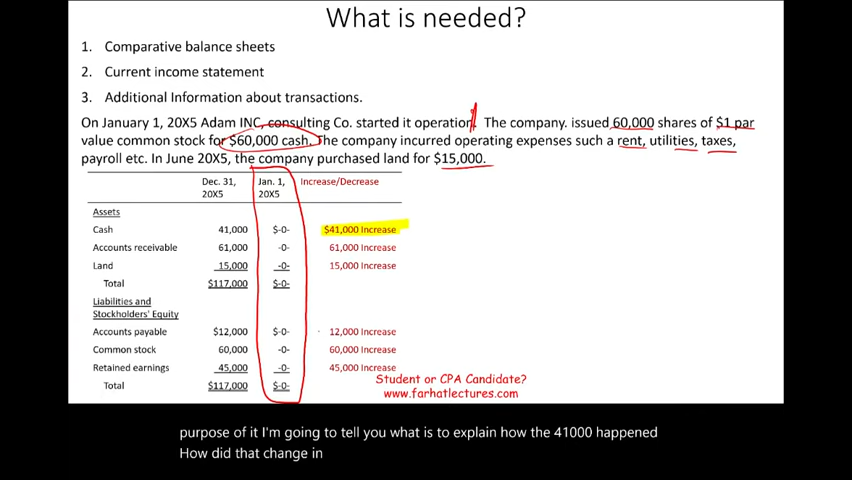 What is needed?
1. Comparative balance sheets
2. Current income statement
3. Additional Information about transactions.
On January 1, 20X5 Adam INC, consulting Co. started it operation. The company. issued 60,000 shares of $1 par
value common stock for $60,000 cash. The company incurred operating expenses such a rent, utilities, taxes,
payroll etc. In June 20X5, the company purchased land for $15,000.
Dec. 31, Jan. 1, Increase/Decrease
20X5 20X5
Assets
Cash 41,000 $-0- $41,000 Increase
Accounts receivable 61,000 -0- 61,000 Increase
Land 15,000 -0- 15,000 Increase
Total $117,000 $-0-
Liabilities and
Stockholders' Equity
Accounts payable $12,000 $-0- 12,000 Increase
Common stock 60,000 -0- 60,000 Increase
Retained earnings 45,000 -0- 45,000 Increase
Total $117,000 $-0-
Student or CPA Candidate?
www.farhatlectures.com
purpose of it I'm going to tell you what is to explain how the 41000 happened
How did that change in